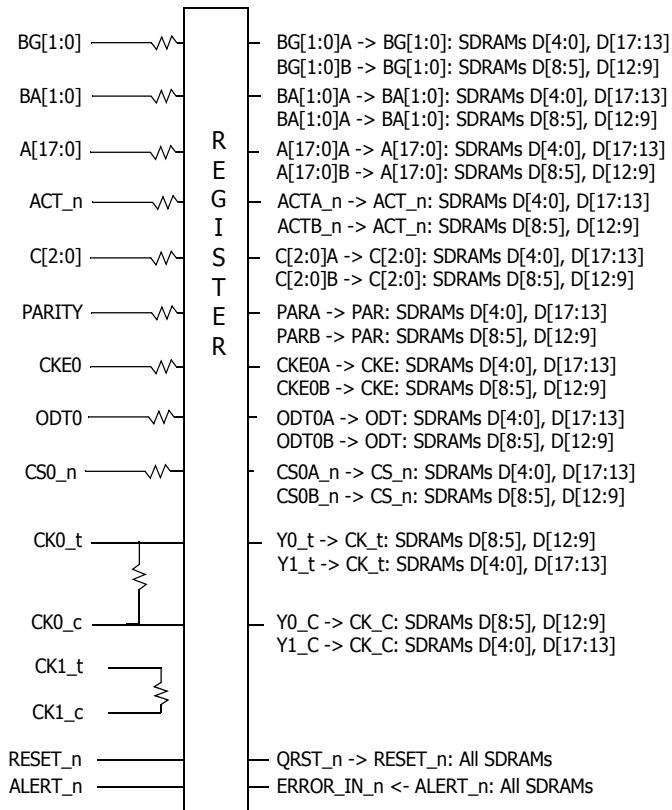 BG[1:0]
BG[1:0]A -> BG[1:0]: SDRAMs D[4:0], D[17:13]
BG[1:0]B -> BG[1:0]: SDRAMs D[8:5], D[12:9]
BA[1:0]
BA[1:0]A -> BA[1:0]: SDRAMs D[4:0], D[17:13]
BA[1:0]B -> BA[1:0]: SDRAMs D[8:5], D[12:9]
A[17:0]
A[17:0]A -> A[17:0]: SDRAMs D[4:0], D[17:13]
A[17:0]B -> A[17:0]: SDRAMs D[8:5], D[12:9]
ACT_n
ACTA_n -> ACT_n: SDRAMs D[4:0], D[17:13]
ACTB_n -> ACT_n: SDRAMs D[8:5], D[12:9]
C[2:0]
C[2:0]A -> C[2:0]: SDRAMs D[4:0], D[17:13]
C[2:0]B -> C[2:0]: SDRAMs D[8:5], D[12:9]
PARITY
PARA -> PAR: SDRAMs D[4:0], D[17:13]
PARB -> PAR: SDRAMs D[8:5], D[12:9]
CKE0
CKE0A -> CKE: SDRAMs D[4:0], D[17:13]
CKE0B -> CKE: SDRAMs D[8:5], D[12:9]
ODT0
ODT0A -> ODT: SDRAMs D[4:0], D[17:13]
ODT0B -> ODT: SDRAMs D[8:5], D[12:9]
CS0_n
CS0A_n -> CS_n: SDRAMs D[4:0], D[17:13]
CS0B_n -> CS_n: SDRAMs D[8:5], D[12:9]
CK0_t
Y0_t -> CK_t: SDRAMs D[8:5], D[12:9]
Y1_t -> CK_t: SDRAMs D[4:0], D[17:13]
CK0_c
Y0_C -> CK_C: SDRAMs D[8:5], D[12:9]
Y1_C -> CK_C: SDRAMs D[4:0], D[17:13]
CK1_t
CK1_c
RESET_n
QRST_n -> RESET_n: All SDRAMs
ALERT_n
ERROR_IN_n <- ALERT_n: All SDRAMs
REGISTER